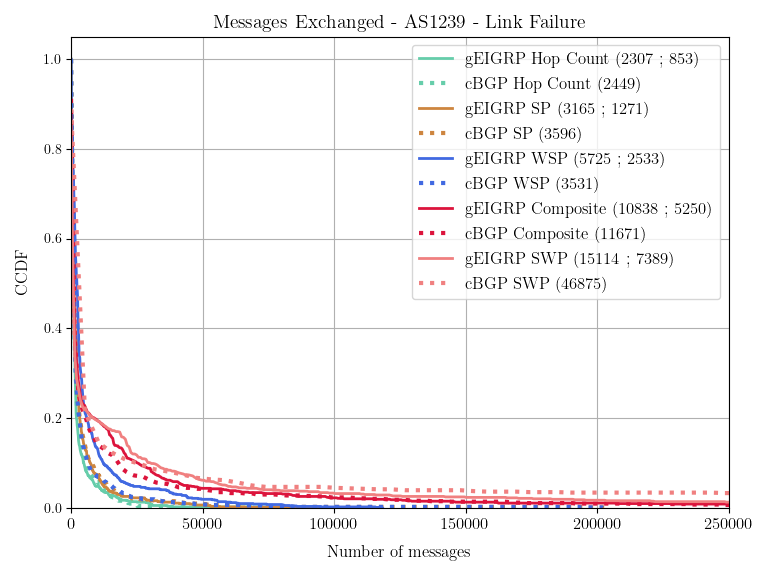 Messages Exchanged - AS1239 - Link Failure
gEIGRP Hop Count (2307 ; 853)
cBGP Hop Count (2449)
gEIGRP SP (3165 ; 1271)
cBGP SP (3596)
gEIGRP WSP (5725 ; 2533)
cBGP WSP (3531)
gEIGRP Composite (10838 ; 5250)
cBGP Composite (11671)
gEIGRP SWP (15114 ; 7389)
cBGP SWP (46875)
CCDF
1.0
0.8
0.6
0.4
0.2
0.0
0 50000 100000 150000 200000 250000
Number of messages